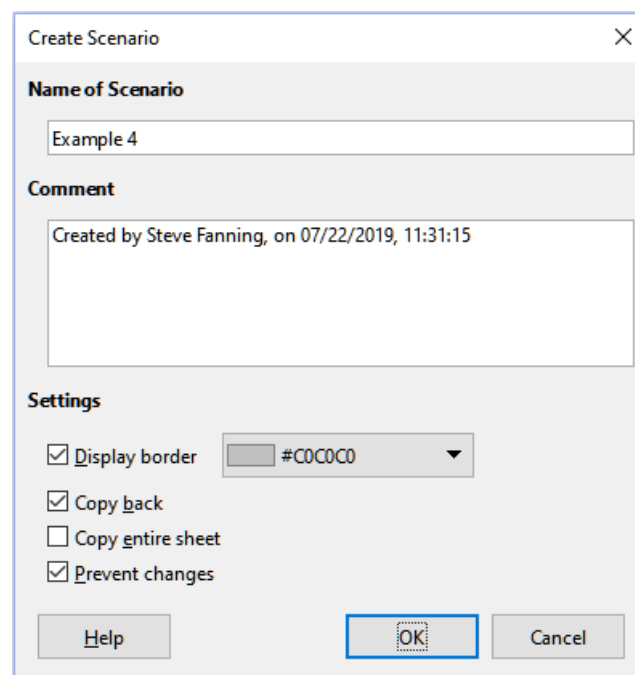 Create Scenario
Name of Scenario
Example 4
Comment
Created by Steve Fanning, on 07/22/2019, 11:31:15
Settings
Display border #C0C0C0
Copy back
Copy entire sheet
Prevent changes
Help OK Cancel